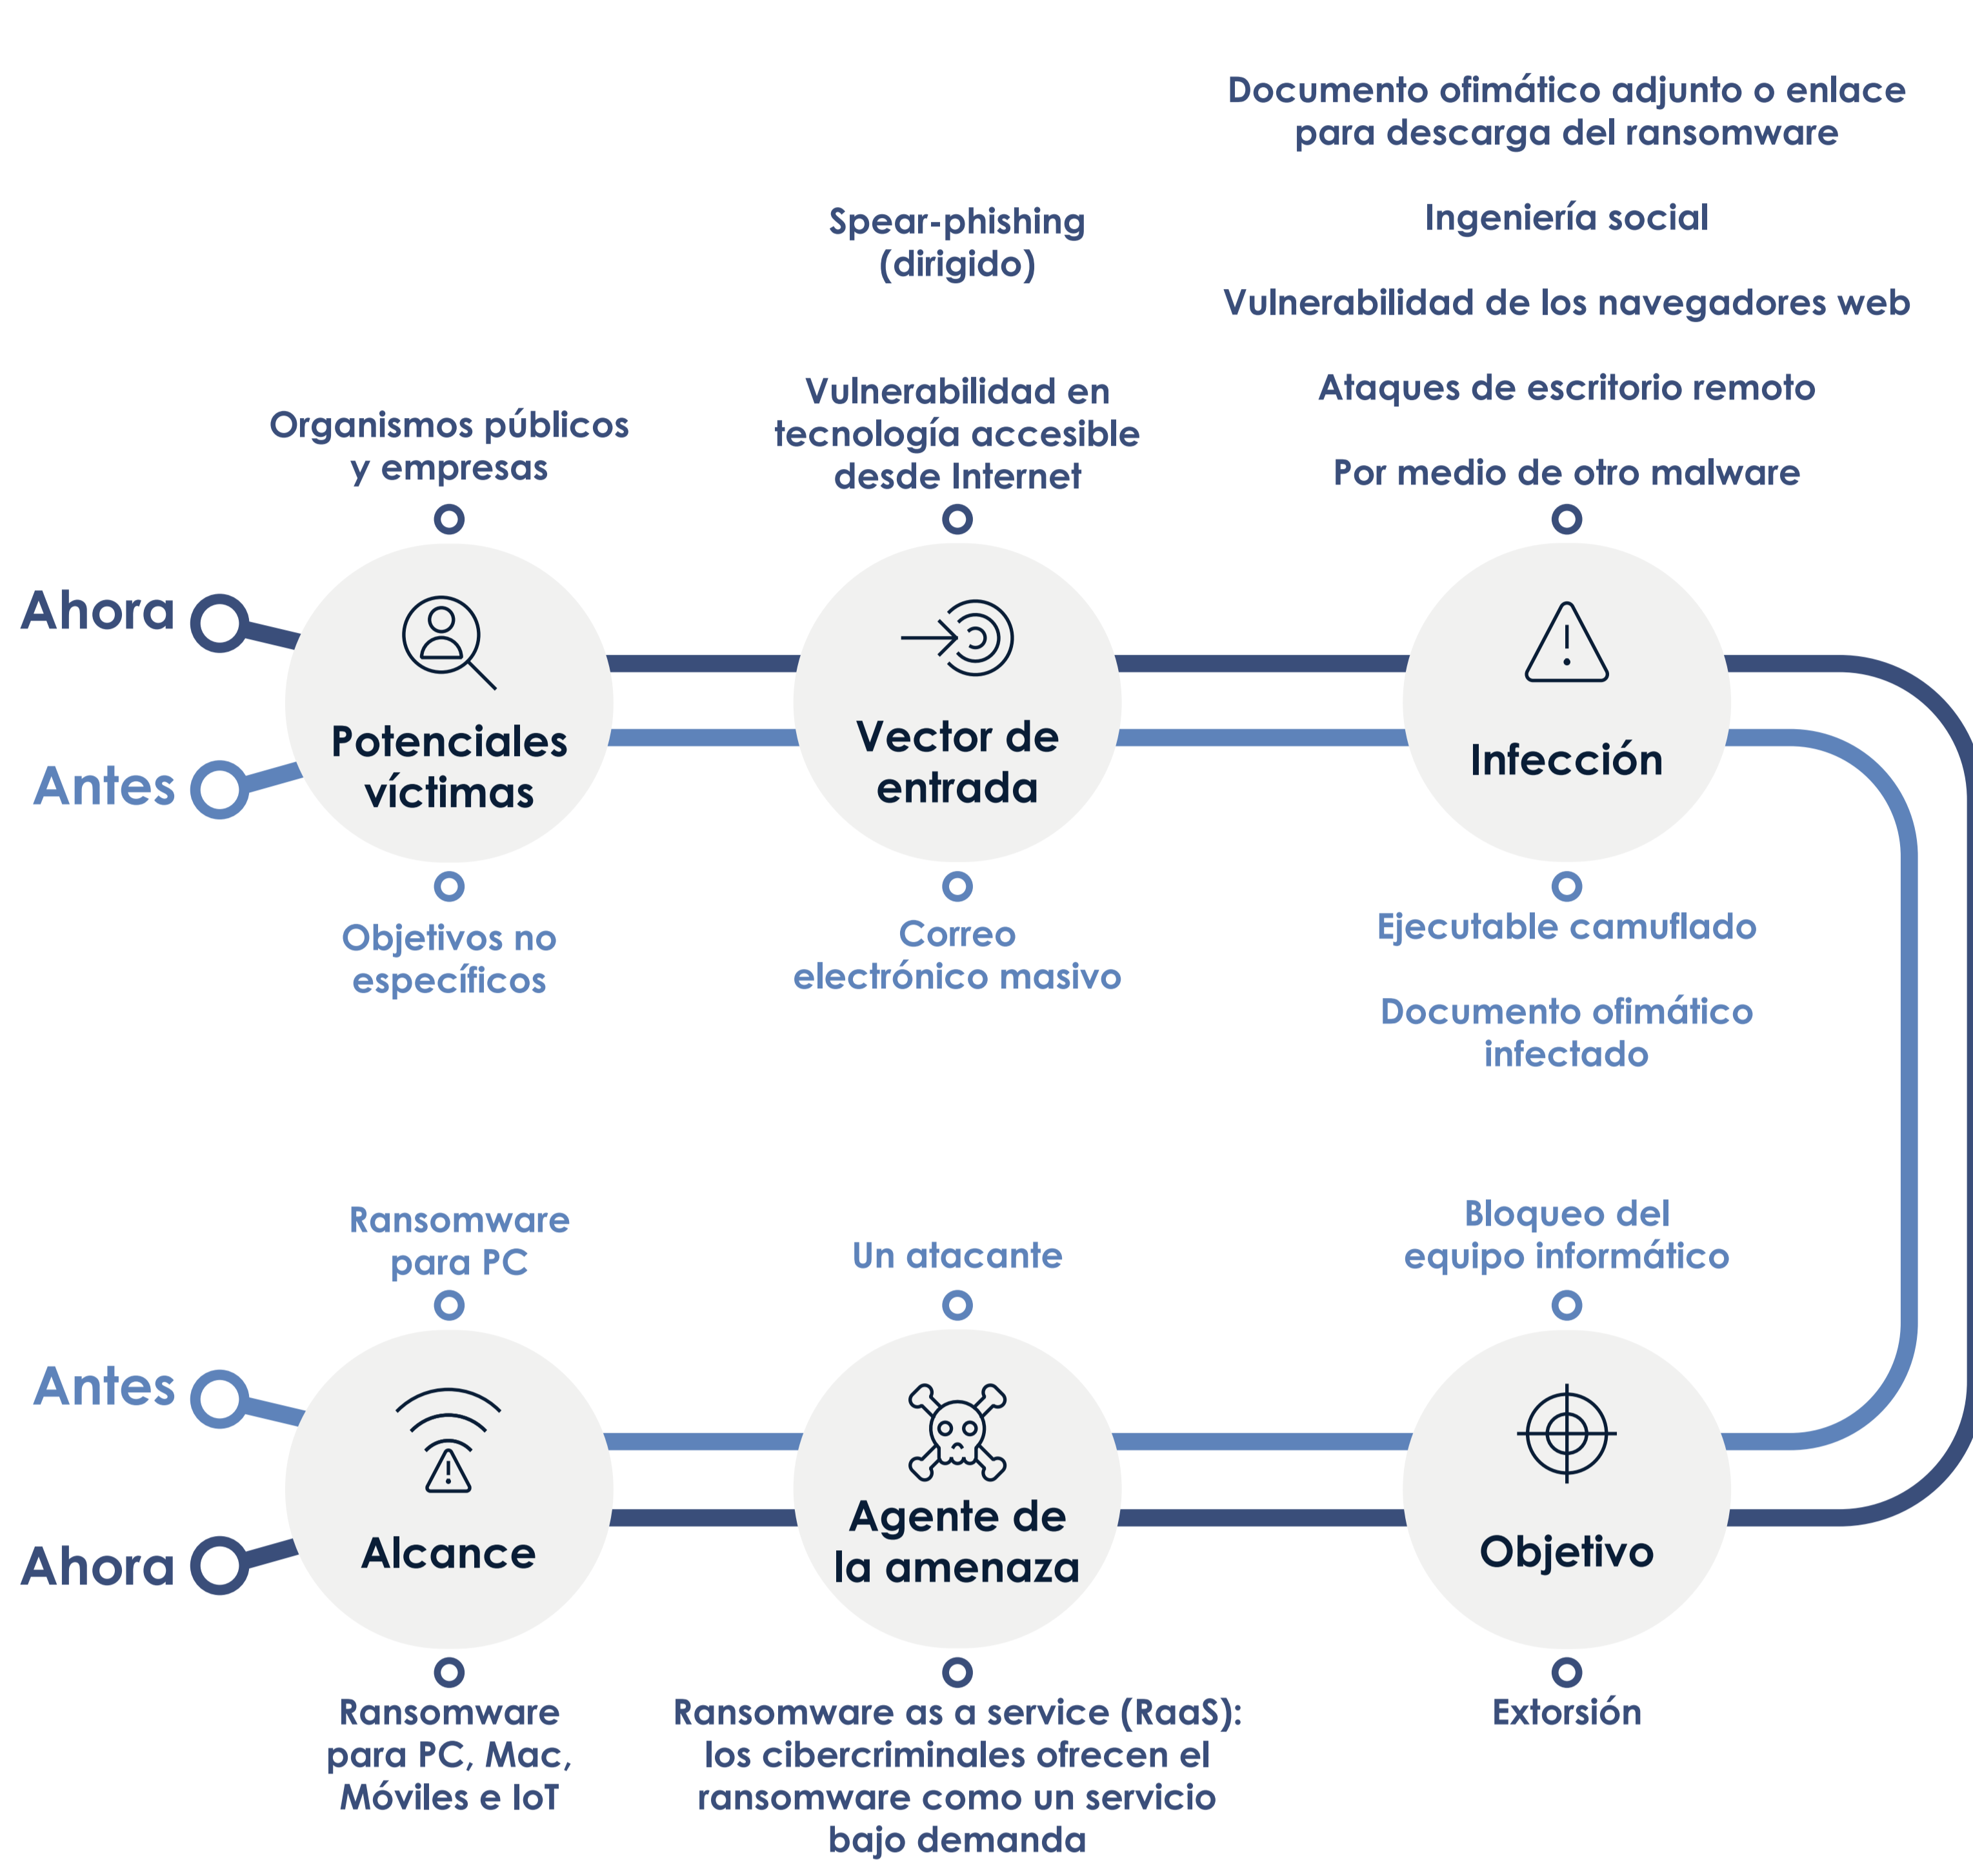 Documento ofimático adjunto o enlace
para descarga del ransomware
Ingeniería social
Vulnerabilidad de los navegadores web
Ataques de escritorio remoto
Por medio de otro malware
Spear-phishing
(dirigido)
Vulnerabilidad en
tecnología accesible
desde Internet
Organismos públicos
y empresas
Ahora
Antes
Potenciales
víctimas
Vector de
entrada
Infección
Objetivos no
específicos
Correo
electrónico masivo
Ejecutable camuflado
Documento ofimático
infectado
Ransomware
para PC
Un atacante
Bloqueo del
equipo informático
Antes
Ahora
Alcance
Agente de
la amenaza
Objetivo
Ransomware
para PC, Mac,
Móviles e IoT
Ransomware as a service (RaaS):
los cibercriminales ofrecen el
ransomware como un servicio
bajo demanda
Extorsión